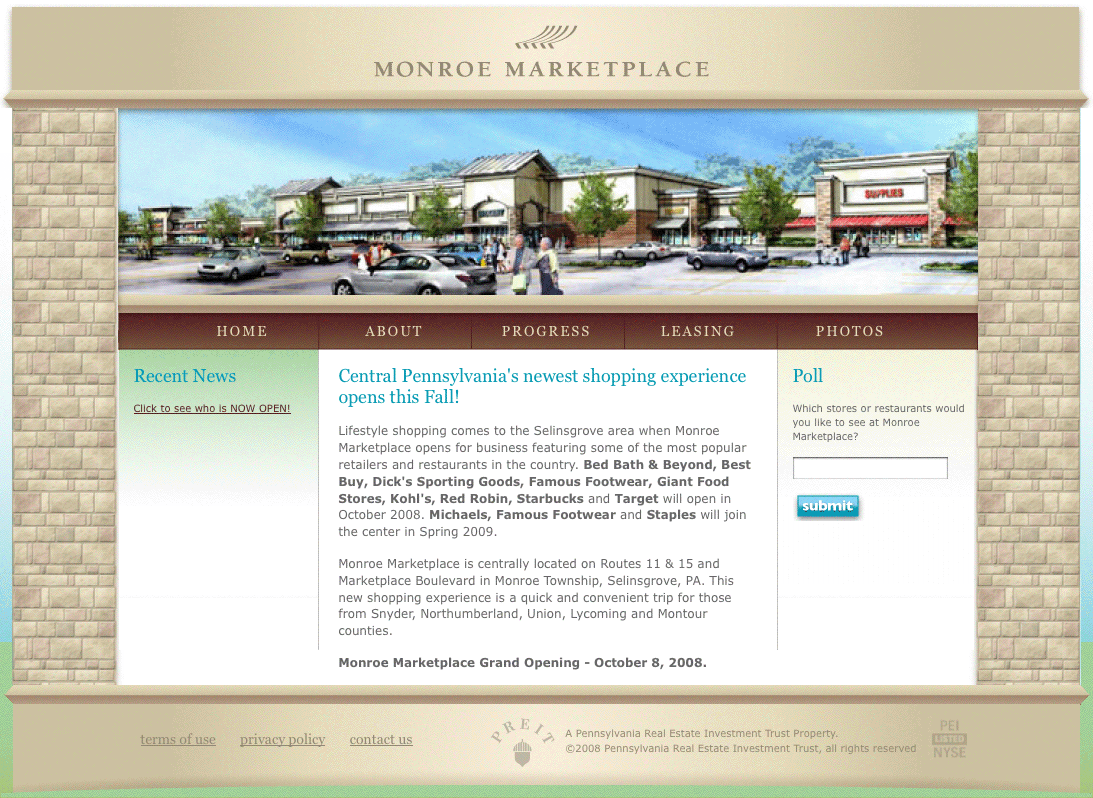 MONROE MARKETPLACE
SUPPLIES
HOME
ABOUT
PROGRESS
LEASING
PHOTOS
Recent News
Click to see who is NOW OPEN!
Central Pennsylvania's newest shopping experience
opens this Fall!
Lifestyle shopping comes to the Selinsgrove area when Monroe
Marketplace opens for business featuring some of the most popular
retailers and restaurants in the country. Bed Bath & Beyond, Best
Buy, Dick's Sporting Goods, Famous Footwear, Giant Food
Stores, Kohl's, Red Robin, Starbucks and Target will open in
October 2008. Michaels, Famous Footwear and Staples will join
the center in Spring 2009.
Monroe Marketplace is centrally located on Routes 11 & 15 and
Marketplace Boulevard in Monroe Township, Selinsgrove, PA. This
new shopping experience is a quick and convenient trip for those
from Snyder, Northumberland, Union, Lycoming and Montour
counties.
Monroe Marketplace Grand Opening - October 8, 2008.
Poll
Which stores or restaurants would
you like to see at Monroe
Marketplace?
submit
terms of use
privacy policy
contact us
PREIT
A Pennsylvania Real Estate Investment Trust Property.
©2008 Pennsylvania Real Estate Investment Trust, all rights reserved
PEI
LISTED
NYSE